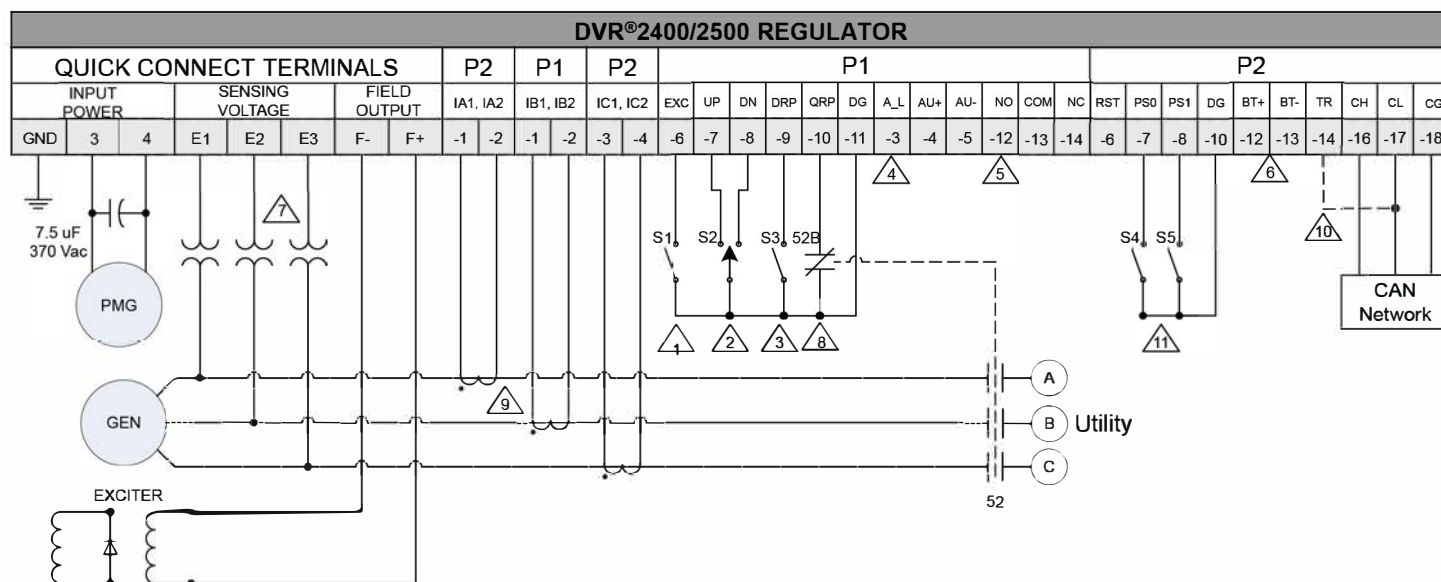 DVR®2400/2500 REGULATOR
QUICK CONNECT TERMINALS P2 P1 P2 P1 P2
INPUT POWER SENSING VOLTAGE FIELD OUTPUT IA1, IA2 IB1, IB2 IC1, IC2 EXC UP DN DRP QRP DG A_L AU+ AU- NO COM NC RST PS0 PS1 DG BT+ BT- TR CH CL CG
GND 3 4 E1 E2 E3 F- F+ -1 -2 -1 -2 -3 -4 -6 -7 -8 -9 -10 -11 -3 -4 -5 -12 -13 -14 -6 -7 -8 -10 -12 -13 -14 -16 -17 -18
4 5 6
7
7.5 uF
370 Vac
10
S1 S2 S3 52B S4 S5
PMG
CAN
Network
1 2 3 8 11
A
9
GEN
B Utility
C
EXCITER
52